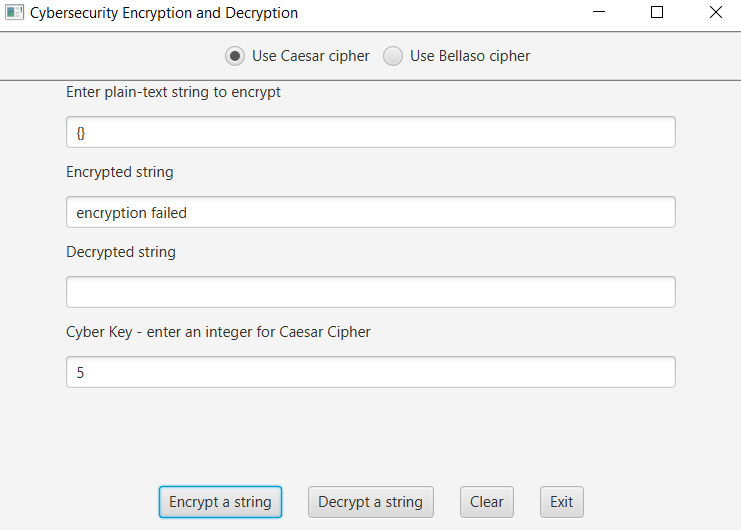 Cybersecurity Encryption and Decryption
Use Caesar cipher Use Bellaso cipher
Enter plain-text string to encrypt
{}
Encrypted string
encryption failed
Decrypted string
Cyber Key - enter an integer for Caesar Cipher
5
Encrypt a string Decrypt a string Clear Exit